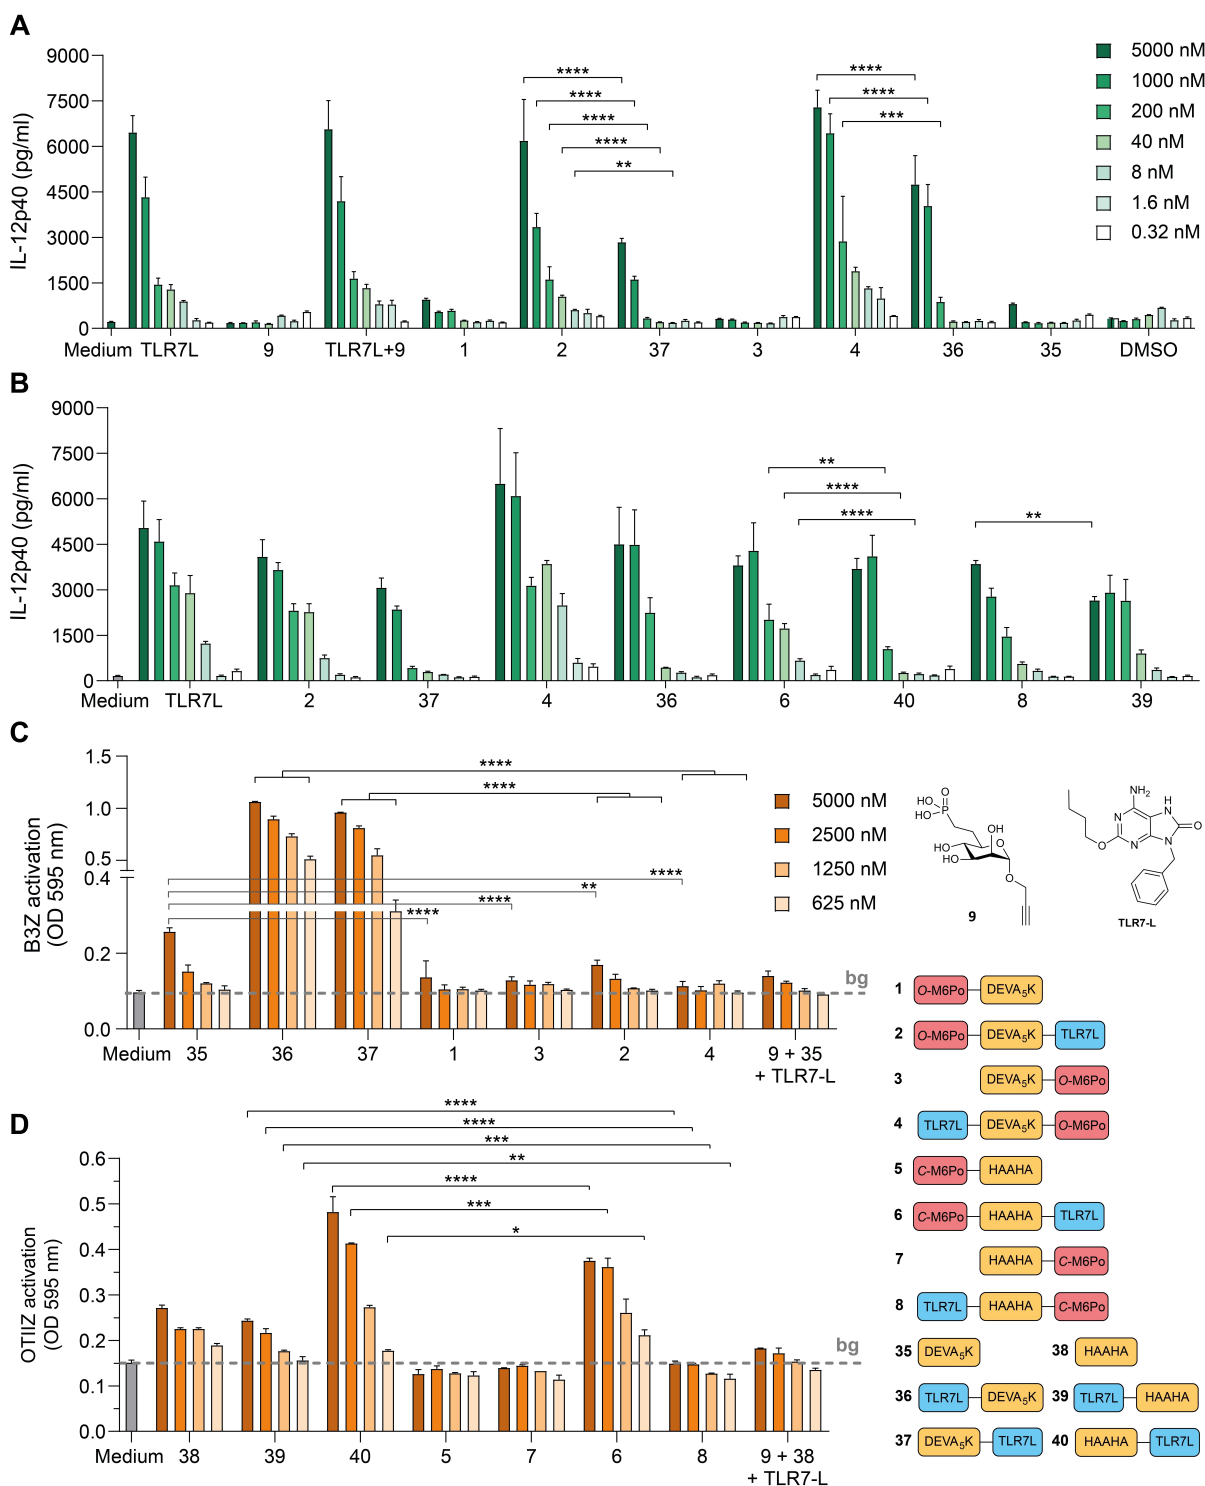 A
9000
7500
6000
4500
3000
1500
0
IL-12p40 (pg/ml)
****
****
****
****
**
****
****
***
5000 nM
1000 nM
200 nM
40 nM
8 nM
1.6 nM
0.32 nM
Medium TLR7L 9 TLR7L+9 1 2 37 3 4 36 35 DMSO
B
9000
7500
6000
4500
3000
1500
0
IL-12p40 (pg/ml)
**
****
****
**
Medium TLR7L 2 37 4 36 6 40 8 39
C
1.5
1.0
0.5
0.4
0.2
0.0
B3Z activation
(OD 595 nm)
****
****
****
**
****
****
bg
5000 nM
2500 nM
1250 nM
625 nM
Medium 35 36 37 1 3 2 4 9 + 35
+ TLR7-L
O
HO
HO
P
OH
HO
HO
O
O
9
NH2
N
N
H
N
N
O
O
TLR7-L
D
0.6
0.5
0.4
0.3
0.2
0.1
0.0
OTIIZ activation
(OD 595 nm)
****
****
***
**
****
***
*
bg
Medium 38 39 40 5 7 6 8 9 + 38
+ TLR7-L
1 O-M6Po DEVA5K
2 O-M6Po DEVA5K TLR7L
3 DEVA5K O-M6Po
4 TLR7L DEVA5K O-M6Po
5 C-M6Po HAAHA
6 C-M6Po HAAHA TLR7L
7 HAAHA C-M6Po
8 TLR7L HAAHA C-M6Po
35 DEVA5K 38 HAAHA
36 TLR7L DEVA5K 39 TLR7L HAAHA
37 DEVA5K TLR7L 40 HAAHA TLR7L